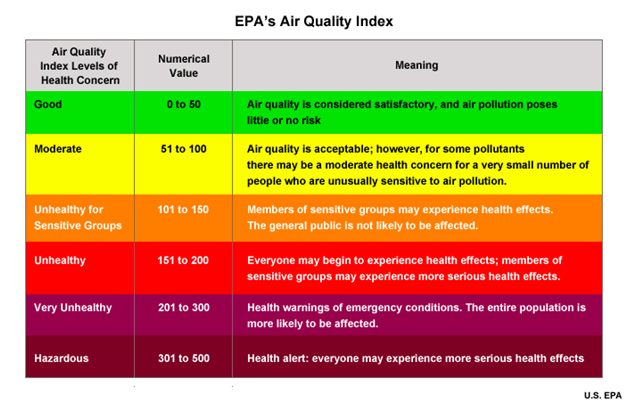 EPA's Air Quality Index
Air Quality
Index Levels of
Health Concern
Numerical
Value
Meaning
Good
0 to 50
Air quality is considered satisfactory, and air pollution poses
little or no risk
Moderate
51 to 100
Air quality is acceptable; however, for some pollutants
there may be a moderate health concern for a very small number of
people who are unusually sensitive to air pollution.
Unhealthy for
Sensitive Groups
101 to 150
Members of sensitive groups may experience health effects.
The general public is not likely to be affected.
Unhealthy
151 to 200
Everyone may begin to experience health effects; members of
sensitive groups may experience more serious health effects.
Very Unhealthy
201 to 300
Health warnings of emergency conditions. The entire population is
more likely to be affected.
Hazardous
301 to 500
Health alert: everyone may experience more serious health effects
U.S. EPA